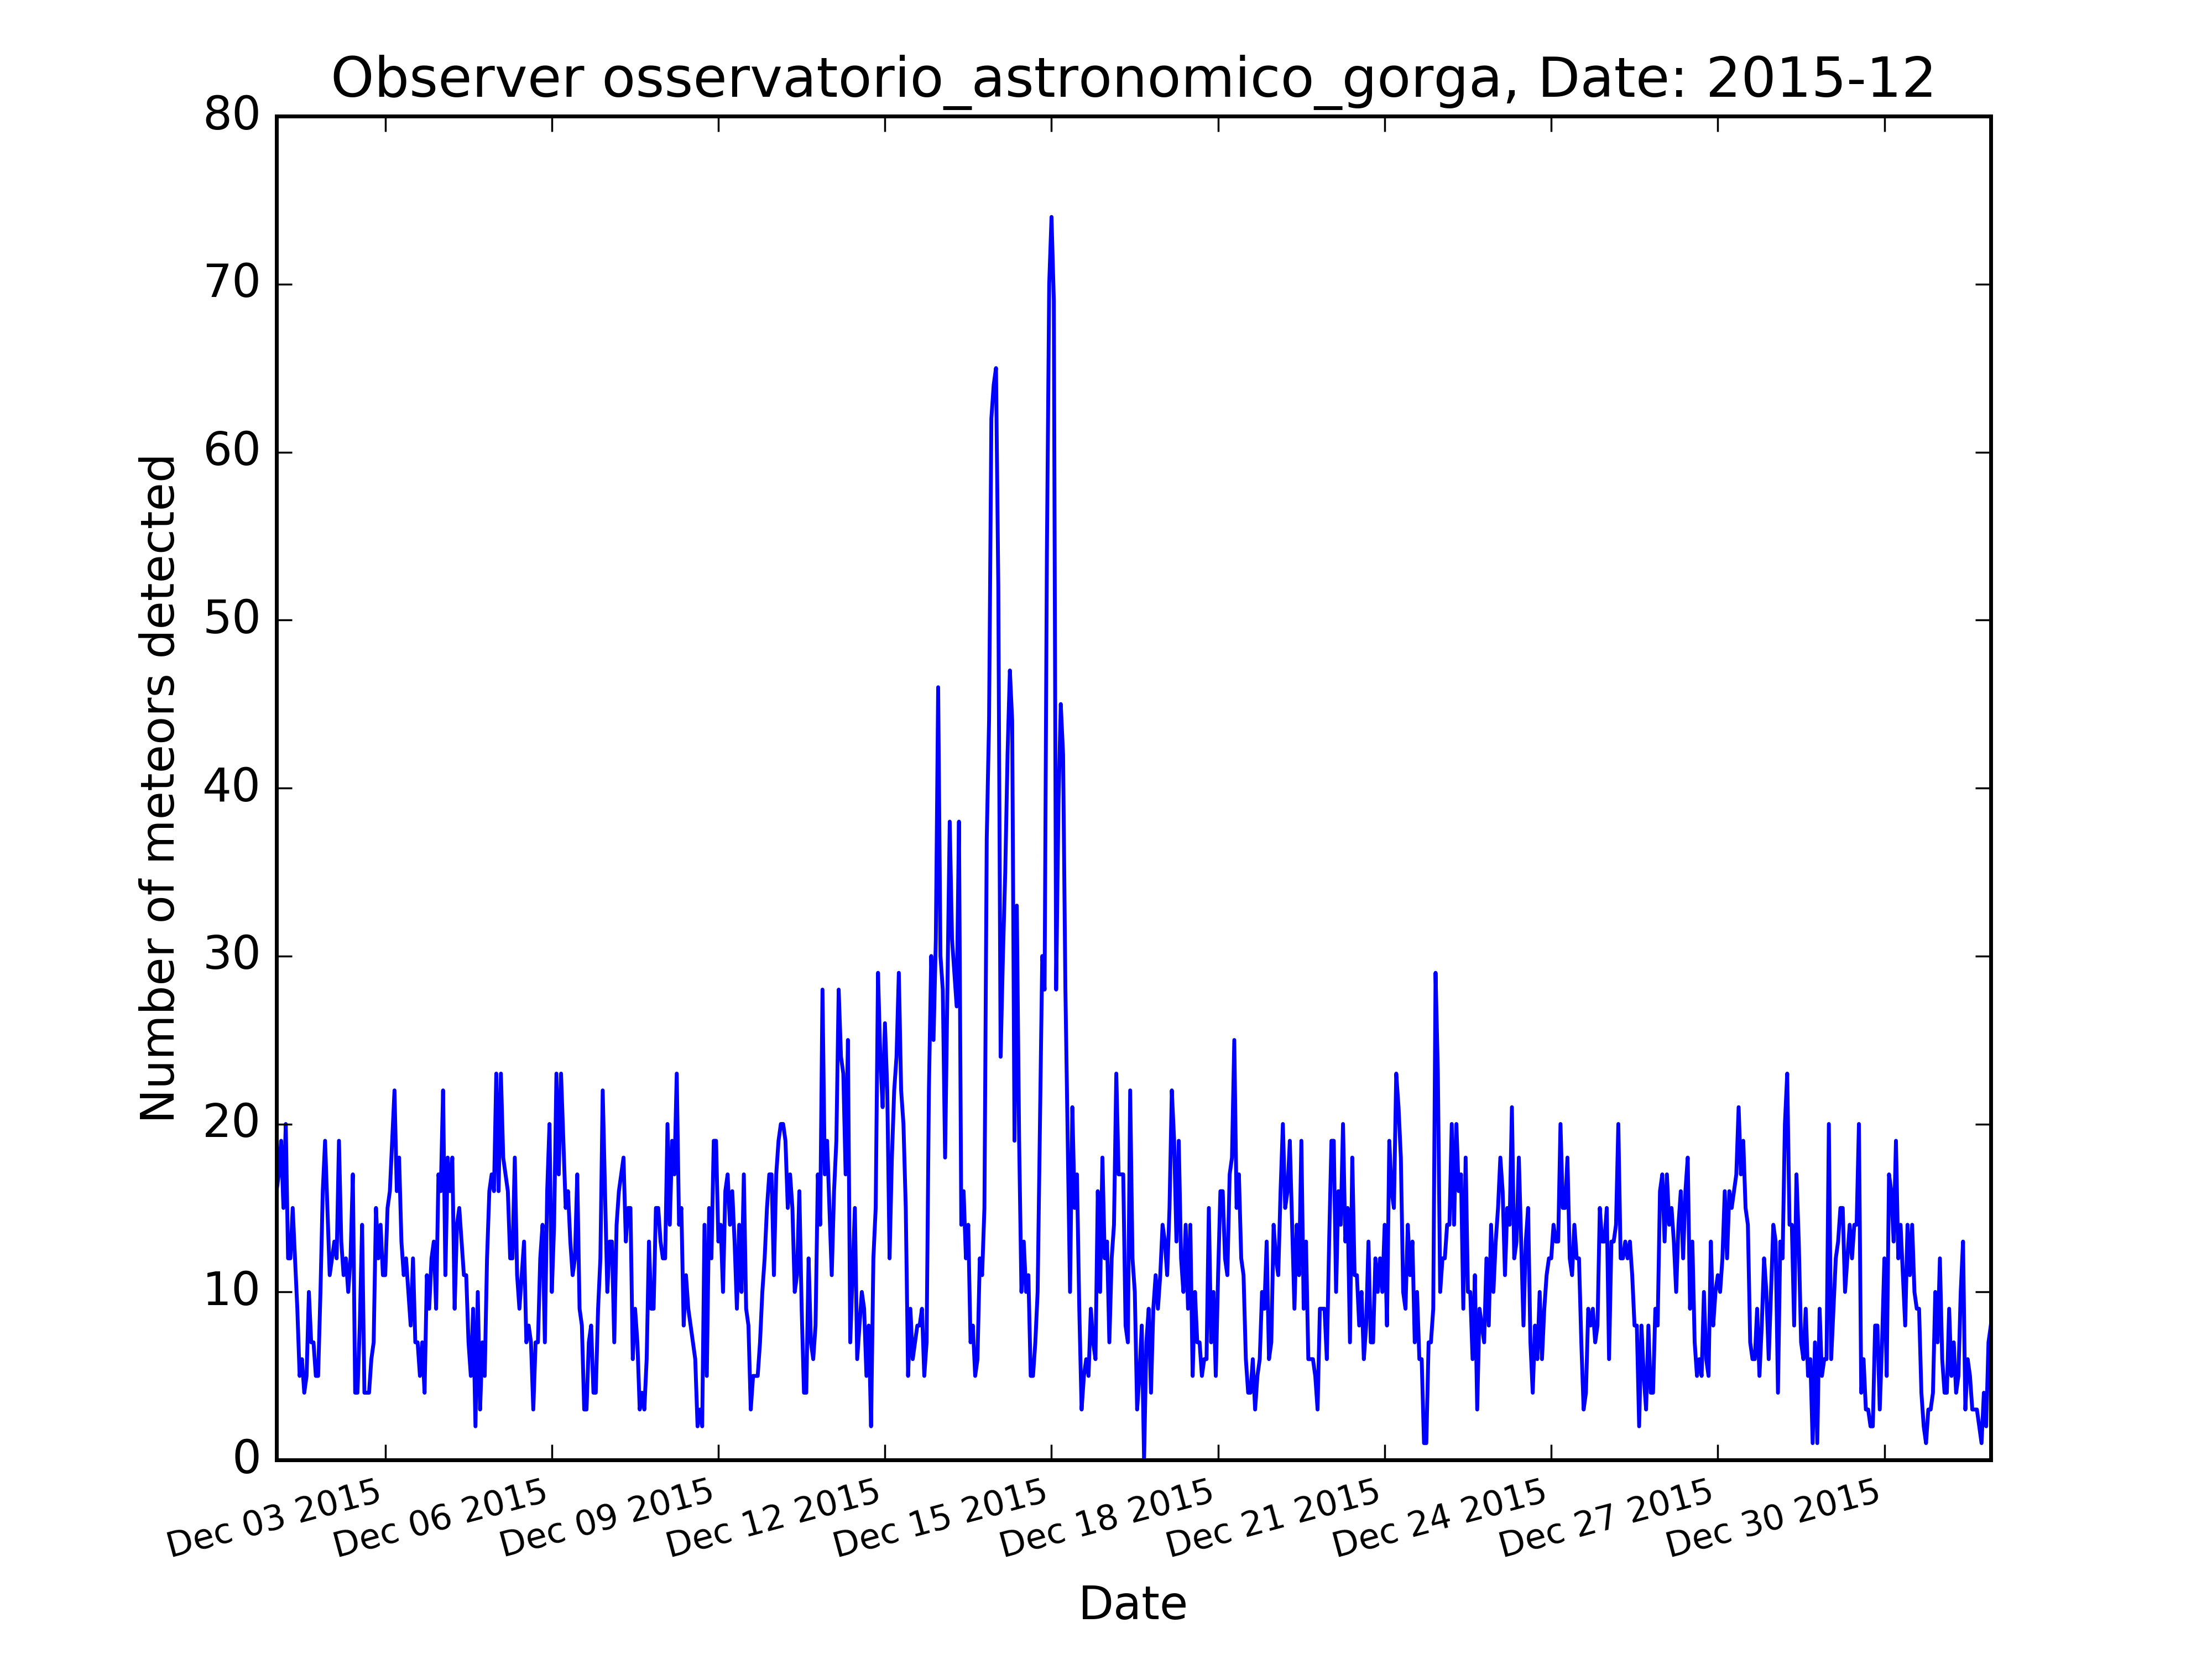 Observer osservatorio_astronomico_gorga, Date: 2015-12
Number of meteors detected
80
70
60
50
40
30
20
10
0
Dec 03 2015
Dec 06 2015
Dec 09 2015
Dec 12 2015
Dec 15 2015
Dec 18 2015
Dec 21 2015
Dec 24 2015
Dec 27 2015
Dec 30 2015
Date